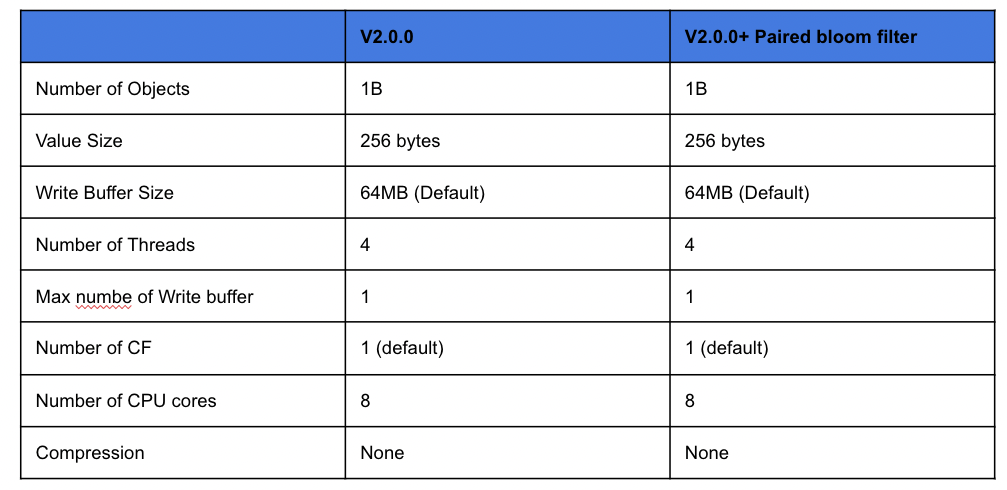 V2.0.0 V2.0.0+ Paired bloom filter
Number of Objects 1B 1B
Value Size 256 bytes 256 bytes
Write Buffer Size 64MB (Default) 64MB (Default)
Number of Threads 4 4
Max numbe of Write buffer 1 1
Number of CF 1 (default) 1 (default)
Number of CPU cores 8 8
Compression None None